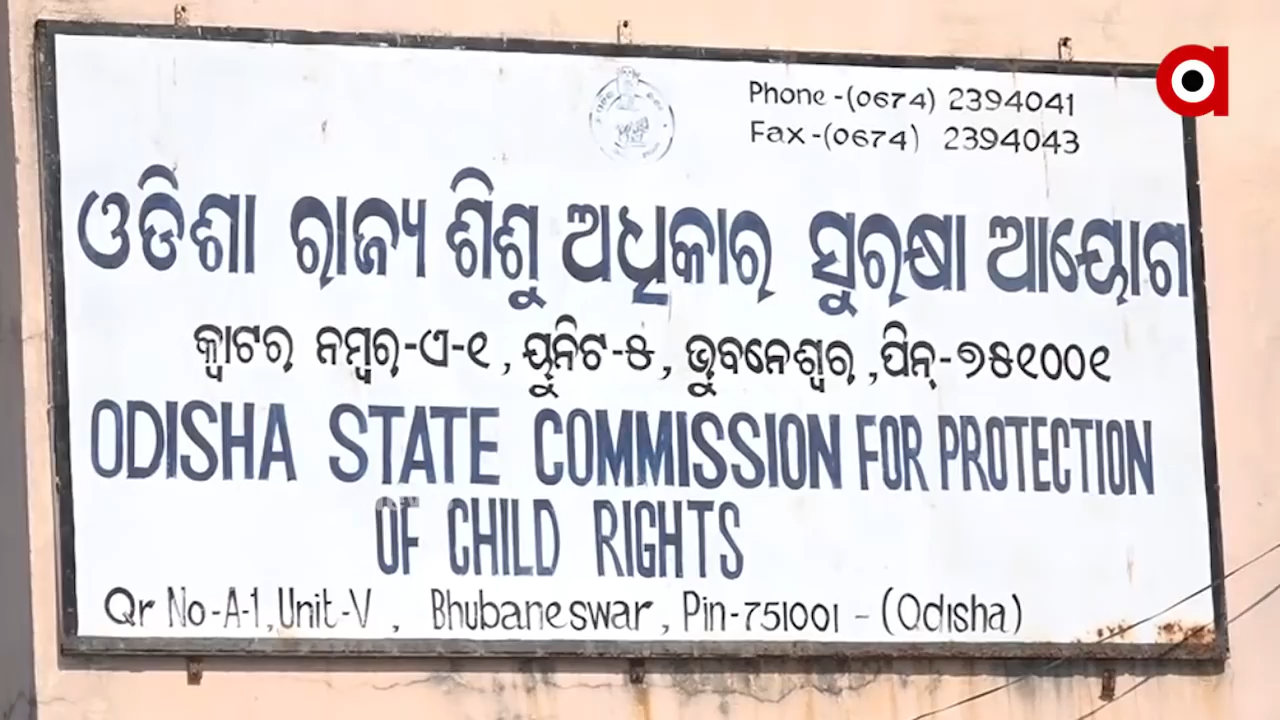 Phone -(0674) 2394041
Fax -(0674) 2394043
ଓଡିଶା ରାଜ୍ୟ ଶିଶୁ ଅଧିକାର ସୁରକ୍ଷା ଆୟୋଗ
କ୍ଵାଟର୍ ନମ୍ବର୍-ଏ-୧, ୟୁନିଟ-୫, ଭୁବନେଶ୍ଵର, ପିନ୍-୭୫୧୦୦୧
ODISHA STATE COMMISSION FOR PROTECTION
OF CHILD RIGHTS
Qr No-A-1, Unit-V , Bhubaneswar, Pin-751001 - (Odisha)